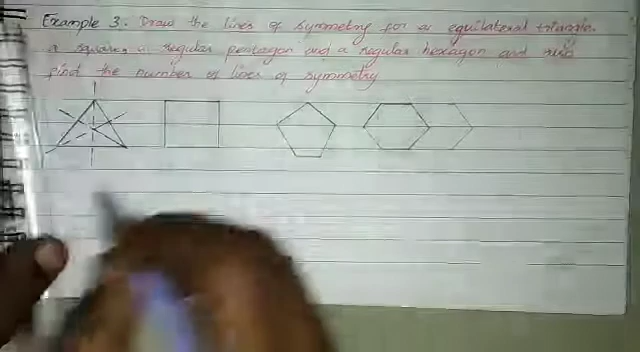 Example 3. Draw the lines of symmetry for a equilateral triangle.
a square, a regular pentagon and a regular hexagon and
find the number of lines of symmetry